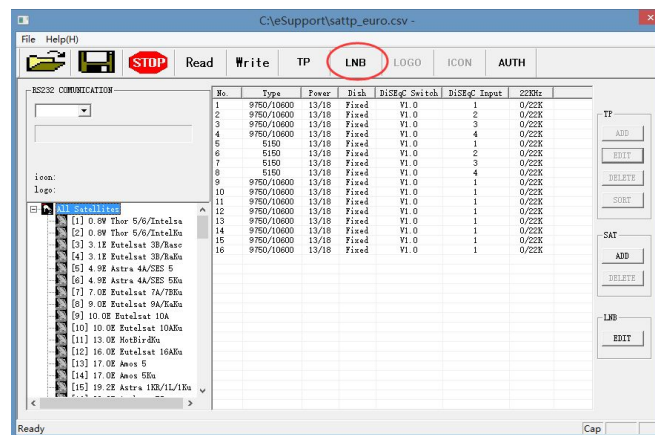 C:\eSupport\sattp_euro.csv -
File Help(H)
STOP Read Write TP LNB LOGO ICON AUTH
RS232 COMUNICATION
icon:
logo:
All Satellites
[1] 0.8W Thor 5/6/Intelsa
[2] 0.8W Thor 5/6/IntelKu
[3] 3.1E Eutelsat 3B/Rasc
[4] 3.1E Eutelsat 3B/RaKu
[5] 4.9E Astra 4A/SES 5
[6] 4.9E Astra 4A/SES 5Ku
[7] 7.0E Eutelsat 7A/7BKu
[8] 9.0E Eutelsat 9A/KaKu
[9] 10.0E Eutelsat 10A
[10] 10.0E Eutelsat 10AKu
[11] 13.0E HotBirdKu
[12] 16.0E Eutelsat 16AKu
[13] 17.0E Amos 5
[14] 17.0E Amos 5Ku
[15] 19.2E Astra 1KR/1L/1Ku
No. Type Power Dish DiSEqC Switch DiSEqC Input 22KHz
1 9750/10600 13/18 Fixed V1.0 1 0/22K
2 9750/10600 13/18 Fixed V1.0 2 0/22K
3 9750/10600 13/18 Fixed V1.0 3 0/22K
4 9750/10600 13/18 Fixed V1.0 4 0/22K
5 5150 13/18 Fixed V1.0 1 0/22K
6 5150 13/18 Fixed V1.0 2 0/22K
7 5150 13/18 Fixed V1.0 3 0/22K
8 5150 13/18 Fixed V1.0 4 0/22K
9 9750/10600 13/18 Fixed V1.0 1 0/22K
10 9750/10600 13/18 Fixed V1.0 1 0/22K
11 9750/10600 13/18 Fixed V1.0 1 0/22K
12 9750/10600 13/18 Fixed V1.0 1 0/22K
13 9750/10600 13/18 Fixed V1.0 1 0/22K
14 9750/10600 13/18 Fixed V1.0 1 0/22K
15 9750/10600 13/18 Fixed V1.0 1 0/22K
16 9750/10600 13/18 Fixed V1.0 1 0/22K
TP
ADD
EDIT
DELETE
SORT
SAT
ADD
DELETE
LNB
EDIT
Ready
Cap